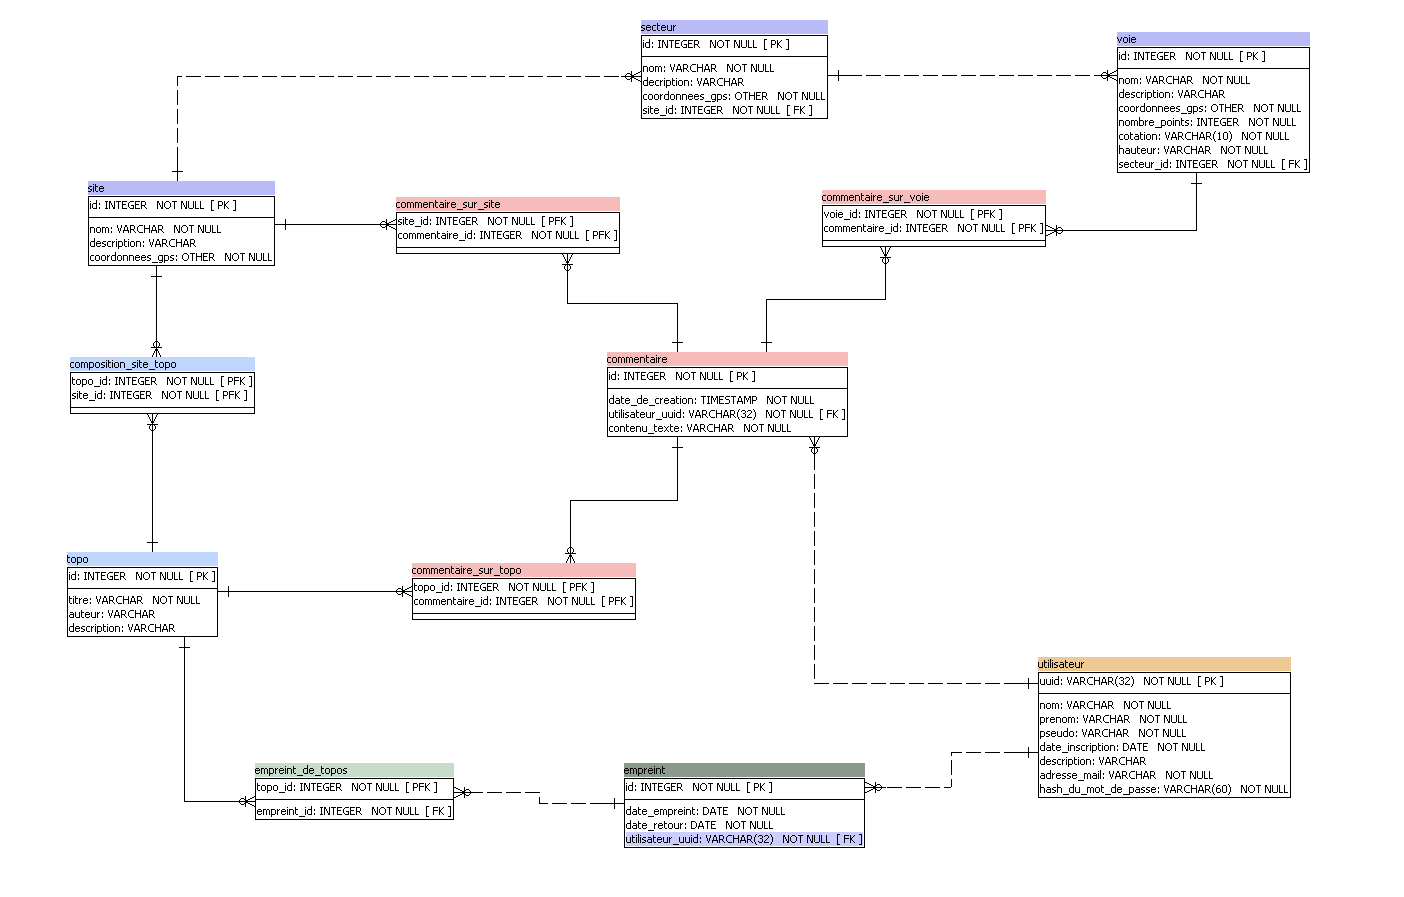 secteur
id: INTEGER NOT NULL [ PK ]
nom: VARCHAR NOT NULL
decription: VARCHAR
coordonnees_gps: OTHER NOT NULL
site_id: INTEGER NOT NULL [ FK ]
voie
id: INTEGER NOT NULL [ PK ]
nom: VARCHAR NOT NULL
description: VARCHAR
coordonnees_gps: OTHER NOT NULL
nombre_points: INTEGER NOT NULL
cotation: VARCHAR(10) NOT NULL
hauteur: VARCHAR NOT NULL
secteur_id: INTEGER NOT NULL [ FK ]
site
id: INTEGER NOT NULL [ PK ]
nom: VARCHAR NOT NULL
description: VARCHAR
coordonnees_gps: OTHER NOT NULL
commentaire_sur_site
site_id: INTEGER NOT NULL [ PFK ]
commentaire_id: INTEGER NOT NULL [ PFK ]
commentaire_sur_voie
voie_id: INTEGER NOT NULL [ PFK ]
commentaire_id: INTEGER NOT NULL [ PFK ]
composition_site_topo
topo_id: INTEGER NOT NULL [ PFK ]
site_id: INTEGER NOT NULL [ PFK ]
commentaire
id: INTEGER NOT NULL [ PK ]
date_de_creation: TIMESTAMP NOT NULL
utilisateur_uuid: VARCHAR(32) NOT NULL [ FK ]
contenu_texte: VARCHAR NOT NULL
topo
id: INTEGER NOT NULL [ PK ]
titre: VARCHAR NOT NULL
auteur: VARCHAR
description: VARCHAR
commentaire_sur_topo
topo_id: INTEGER NOT NULL [ PFK ]
commentaire_id: INTEGER NOT NULL [ PFK ]
utilisateur
uuid: VARCHAR(32) NOT NULL [ PK ]
nom: VARCHAR NOT NULL
prenom: VARCHAR NOT NULL
pseudo: VARCHAR NOT NULL
date_inscription: DATE NOT NULL
description: VARCHAR
adresse_mail: VARCHAR NOT NULL
hash_du_mot_de_passe: VARCHAR(60) NOT NULL
empreint_de_topos
topo_id: INTEGER NOT NULL [ PFK ]
empreint_id: INTEGER NOT NULL [ FK ]
empreint
id: INTEGER NOT NULL [ PK ]
date_empreint: DATE NOT NULL
date_retour: DATE NOT NULL
utilisateur_uuid: VARCHAR(32) NOT NULL [ FK ]